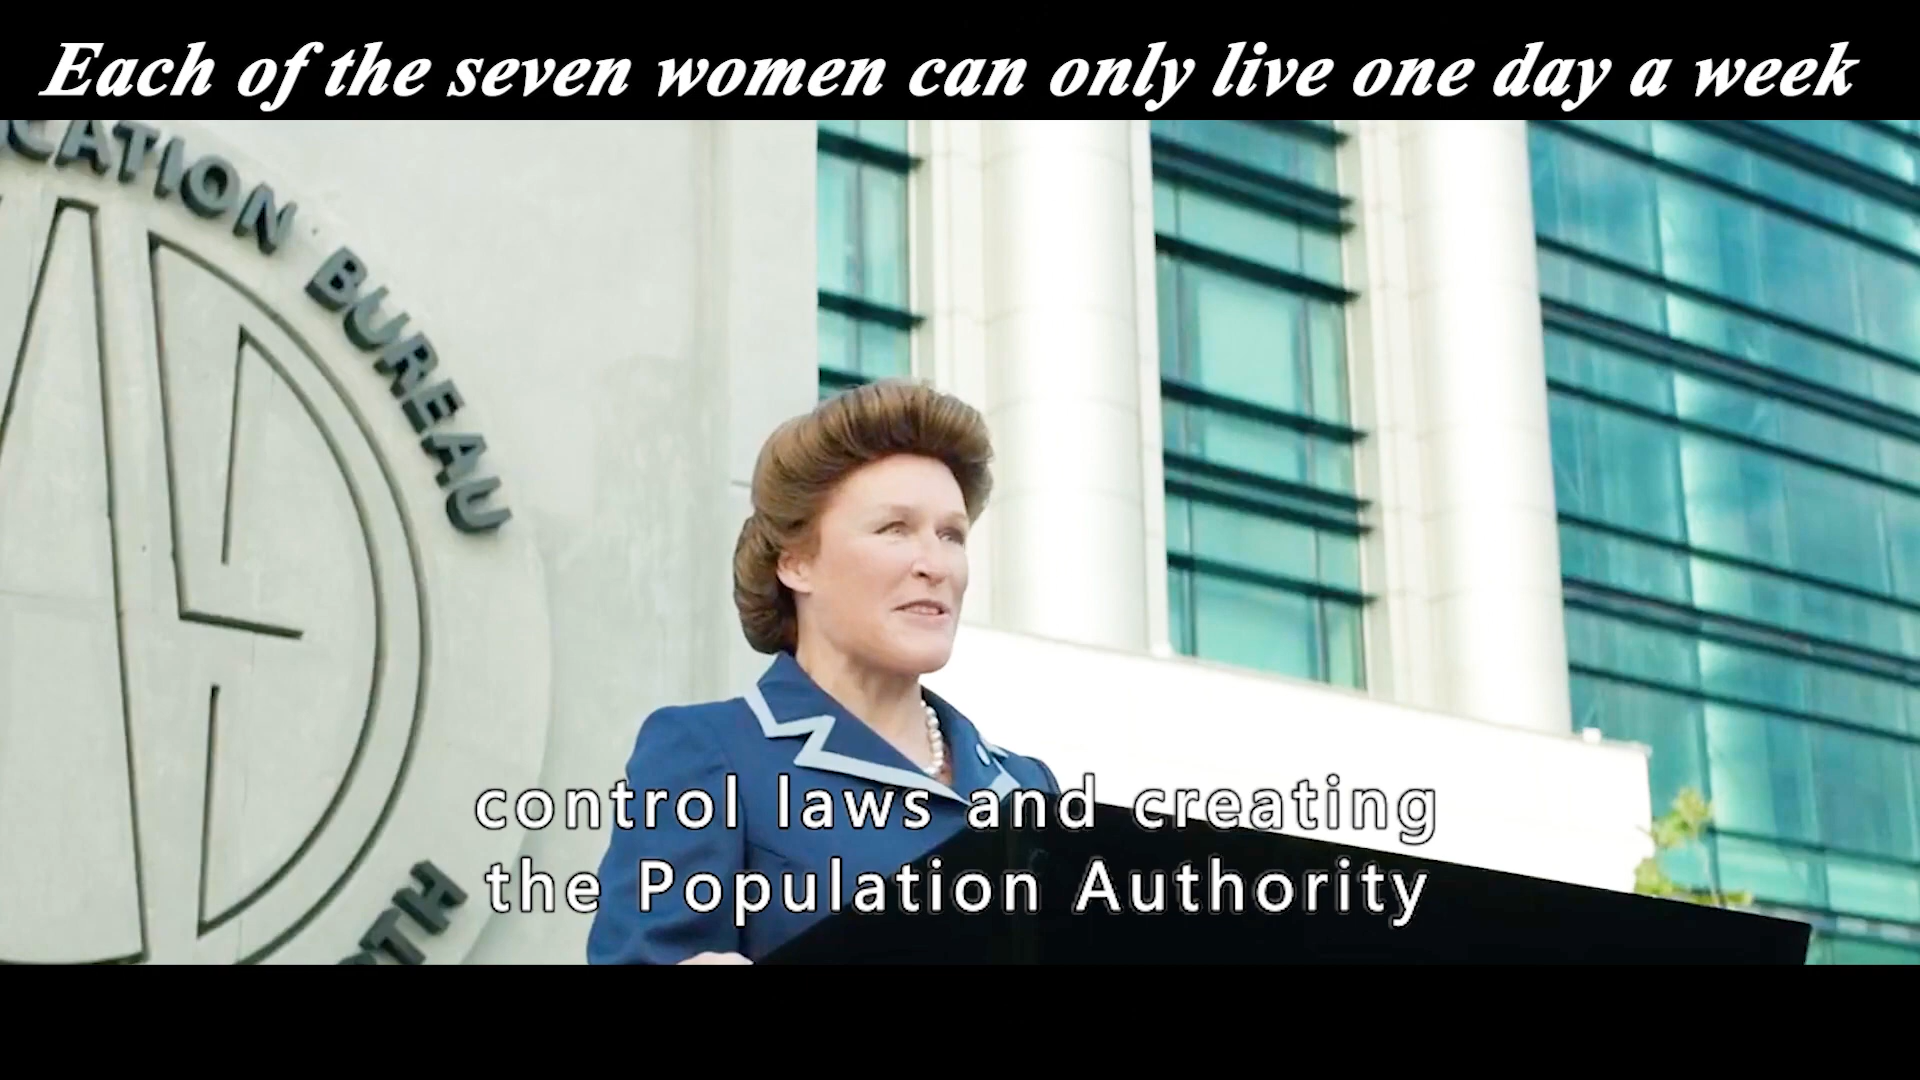 Each of the seven women can only live one day a week
CATION BUREAU
control laws and creating
the Population Authority